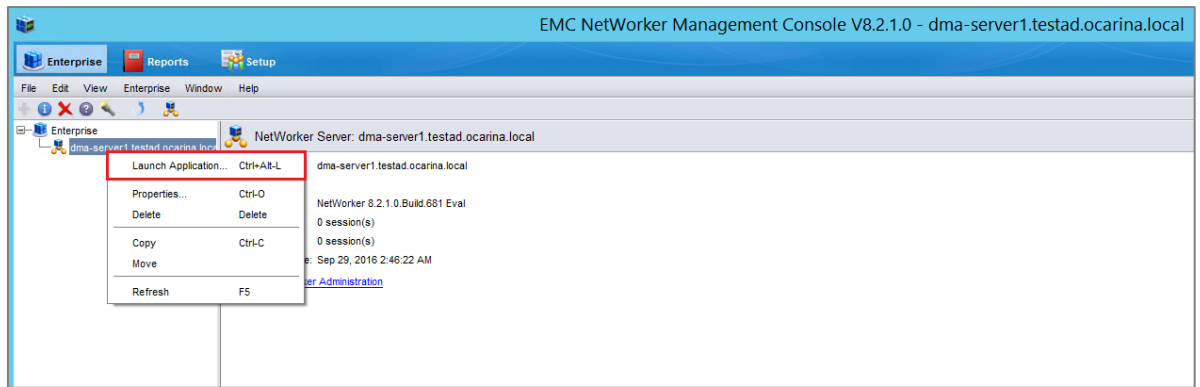 EMC NetWorker Management Console V8.2.1.0 - dma-server1.testad.ocarina.local
Enterprise Reports Setup
File Edit View Enterprise Window Help
Enterprise
dma-server1.testad.ocarina.loca
NetWorker Server: dma-server1.testad.ocarina.local
Launch Application... Ctrl+Alt-L
dma-server1.testad.ocarina.local
Properties... Ctrl-O
NetWorker 8.2.1.0.Build.681 Eval
Delete Delete
0 session(s)
Copy Ctrl-C
0 session(s)
Move
e: Sep 29, 2016 2:46:22 AM
er Administration
Refresh F5